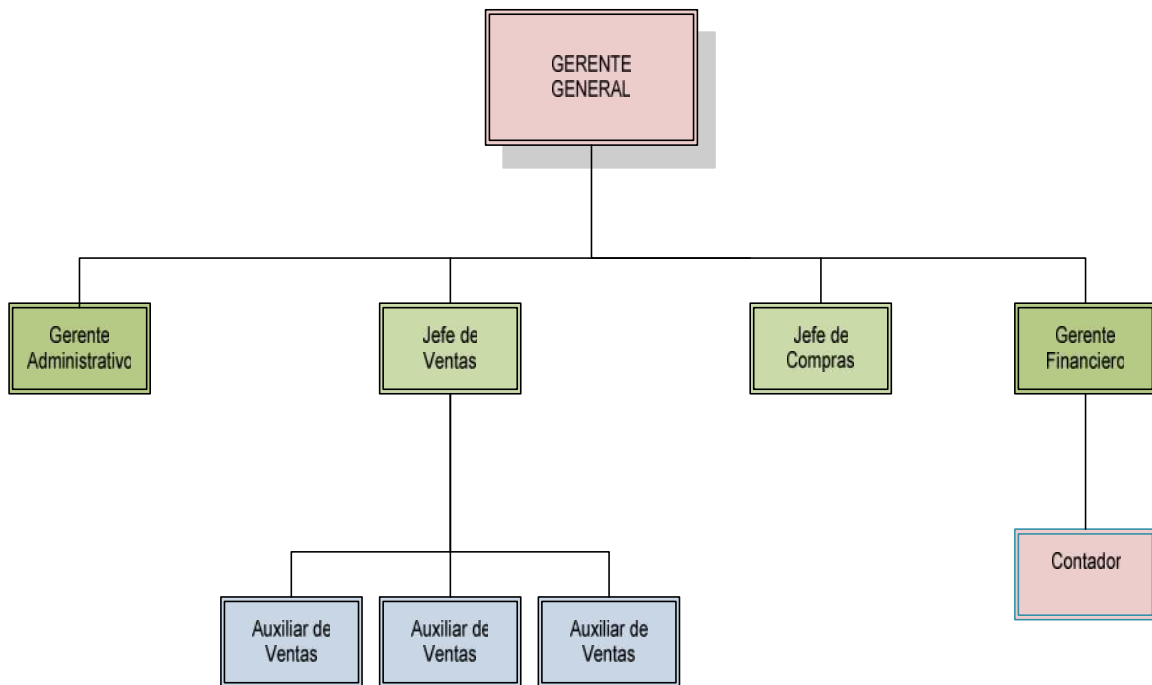 GERENTE
GENERAL
Gerente
Administrativo
Jefe de
Ventas
Jefe de
Compras
Gerente
Financiero
Contador
Auxiliar de
Ventas
Auxiliar de
Ventas
Auxiliar de
Ventas